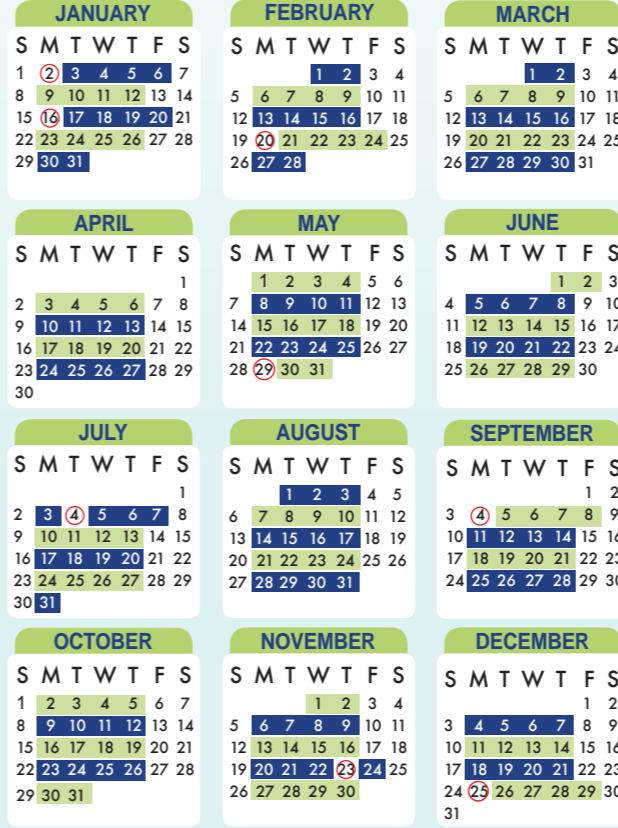 JANUARY FEBRUARY MARCH
S M T W T F S S M T W T F S S M T W T F S
1 2 3 4 5 6 7 1 2 3 4 1 2 3 4
8 9 10 11 12 13 14 5 6 7 8 9 10 11 5 6 7 8 9 10 11
15 16 17 18 19 20 21 12 13 14 15 16 17 18 12 13 14 15 16 17 18
22 23 24 25 26 27 28 19 20 21 22 23 24 25 19 20 21 22 23 24 25
29 30 31 26 27 28 26 27 28 29 30 31
APRIL MAY JUNE
S M T W T F S S M T W T F S S M T W T F S
1 1 2 3 4 5 6 1 2 3
2 3 4 5 6 7 8 7 8 9 10 11 12 13 4 5 6 7 8 9 10
9 10 11 12 13 14 15 14 15 16 17 18 19 20 11 12 13 14 15 16 17
16 17 18 19 20 21 22 21 22 23 24 25 26 27 18 19 20 21 22 23 24
23 24 25 26 27 28 29 28 29 30 31 25 26 27 28 29 30
30
JULY AUGUST SEPTEMBER
S M T W T F S S M T W T F S S M T W T F S
1 1 2 3 4 5 1 2
2 3 4 5 6 7 8 6 7 8 9 10 11 12 3 4 5 6 7 8 9
9 10 11 12 13 14 15 13 14 15 16 17 18 19 10 11 12 13 14 15 16
16 17 18 19 20 21 22 20 21 22 23 24 25 26 17 18 19 20 21 22 23
23 24 25 26 27 28 29 27 28 29 30 31 24 25 26 27 28 29 30
30 31
OCTOBER NOVEMBER DECEMBER
S M T W T F S S M T W T F S S M T W T F S
1 2 3 4 5 6 7 1 2 3 4 1 2
8 9 10 11 12 13 14 5 6 7 8 9 10 11 3 4 5 6 7 8 9
15 16 17 18 19 20 21 12 13 14 15 16 17 18 10 11 12 13 14 15 16
22 23 24 25 26 27 28 19 20 21 22 23 24 25 17 18 19 20 21 22 23
29 30 31 26 27 28 29 30 24 25 26 27 28 29 30
31